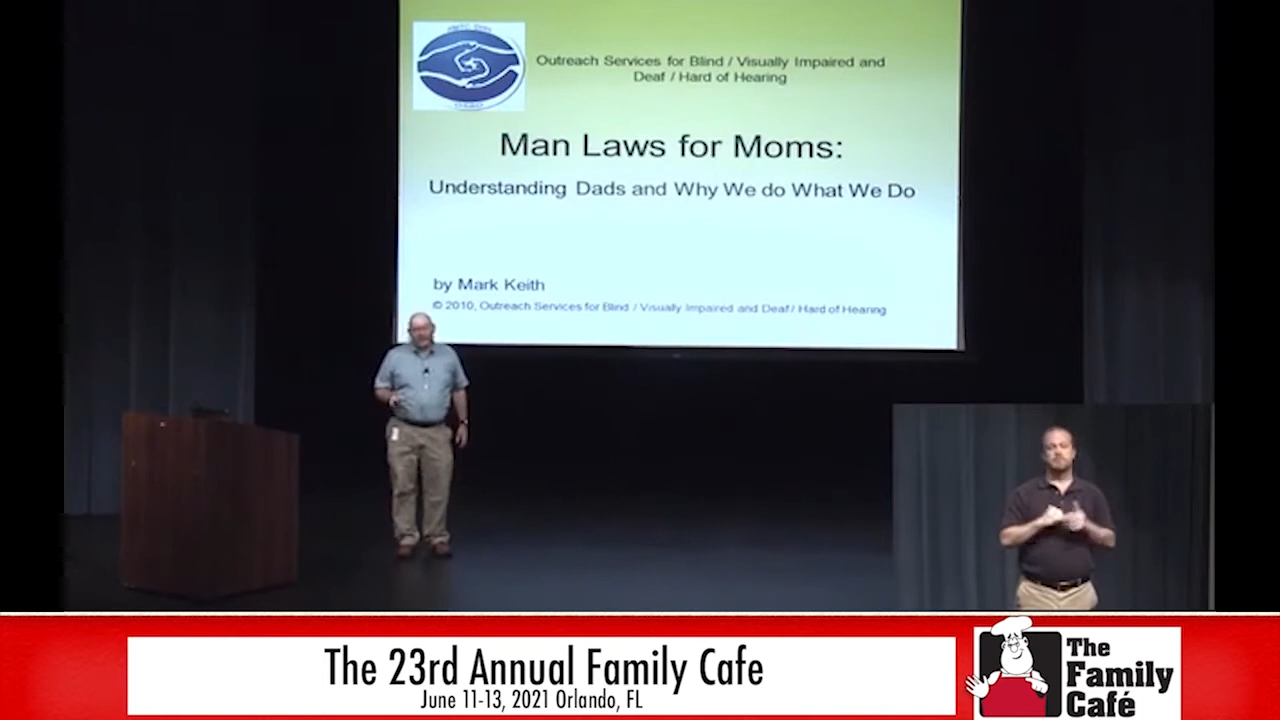 Outreach Services for Blind / Visually Impaired and
Deaf / Hard of Hearing
Man Laws for Moms:
Understanding Dads and Why We do What We Do
by Mark Keith
© 2010, Outreach Services for Blind / Visually Impaired and Deaf / Hard of Hearing
The 23rd Annual Family Cafe
June 11-13, 2021 Orlando, FL
The
Family
Café